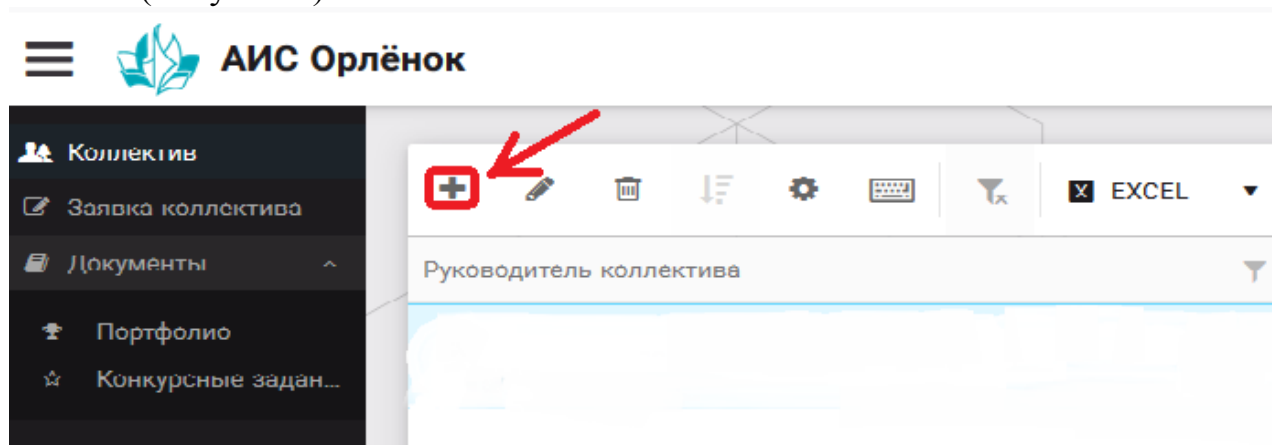 АИС Орлёнок
Коллектив
Заявка коллектива
Документы
Портфолио
Конкурсные задан...
EXCEL
Руководитель коллектива